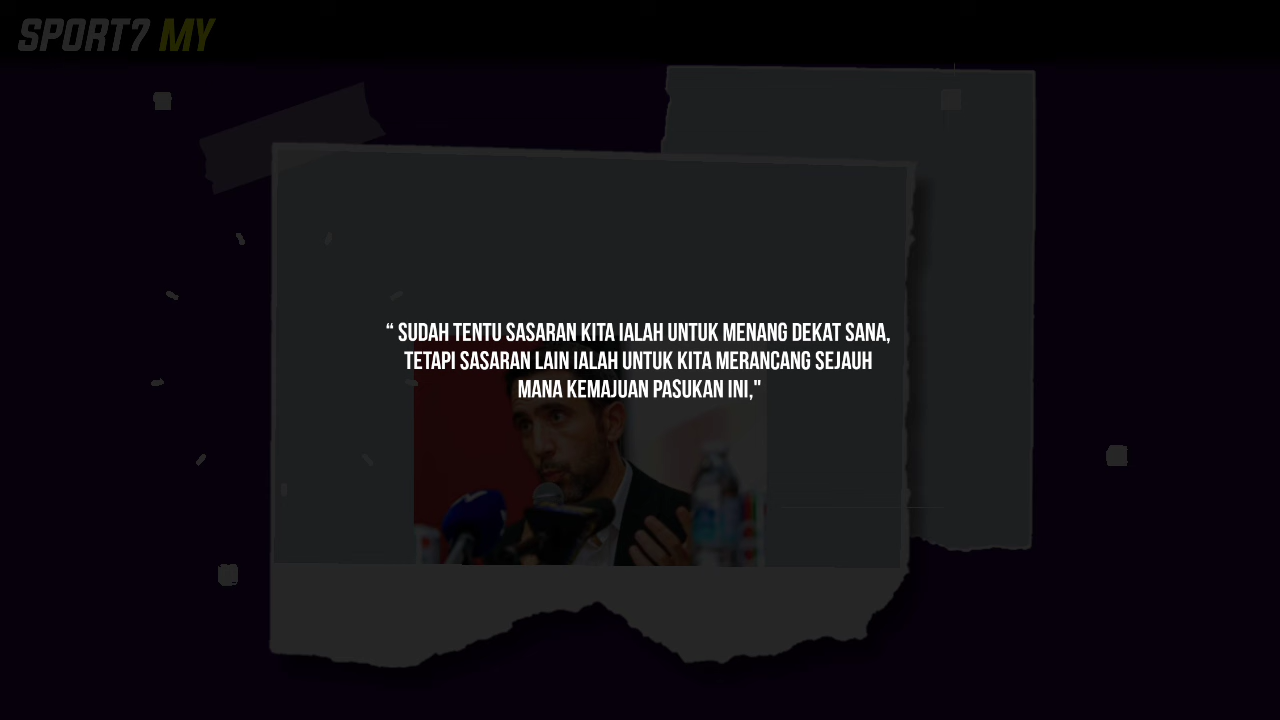 SPORT7 MY
“ SUDAH TENTU SASARAN KITA IALAH UNTUK MENANG DEKAT SANA,
TETAPI SASARAN LAIN IALAH UNTUK KITA MERANCANG SEJAUH
MANA KEMAJUAN PASUKAN INI,"